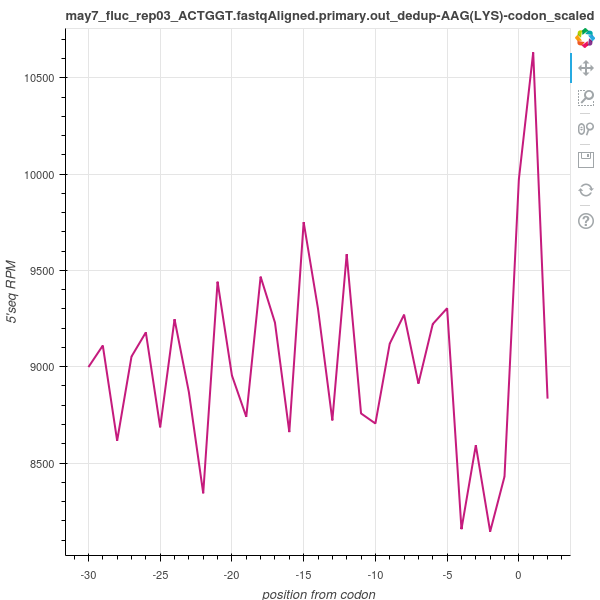 may7_fluc_rep03_ACTGGT.fastqAligned.primary.out_dedup-AAG(LYS)-codon_scaled
10500
10000
9500
9000
8500
5'seq RPM
-30 -25 -20 -15 -10 -5 0
position from codon